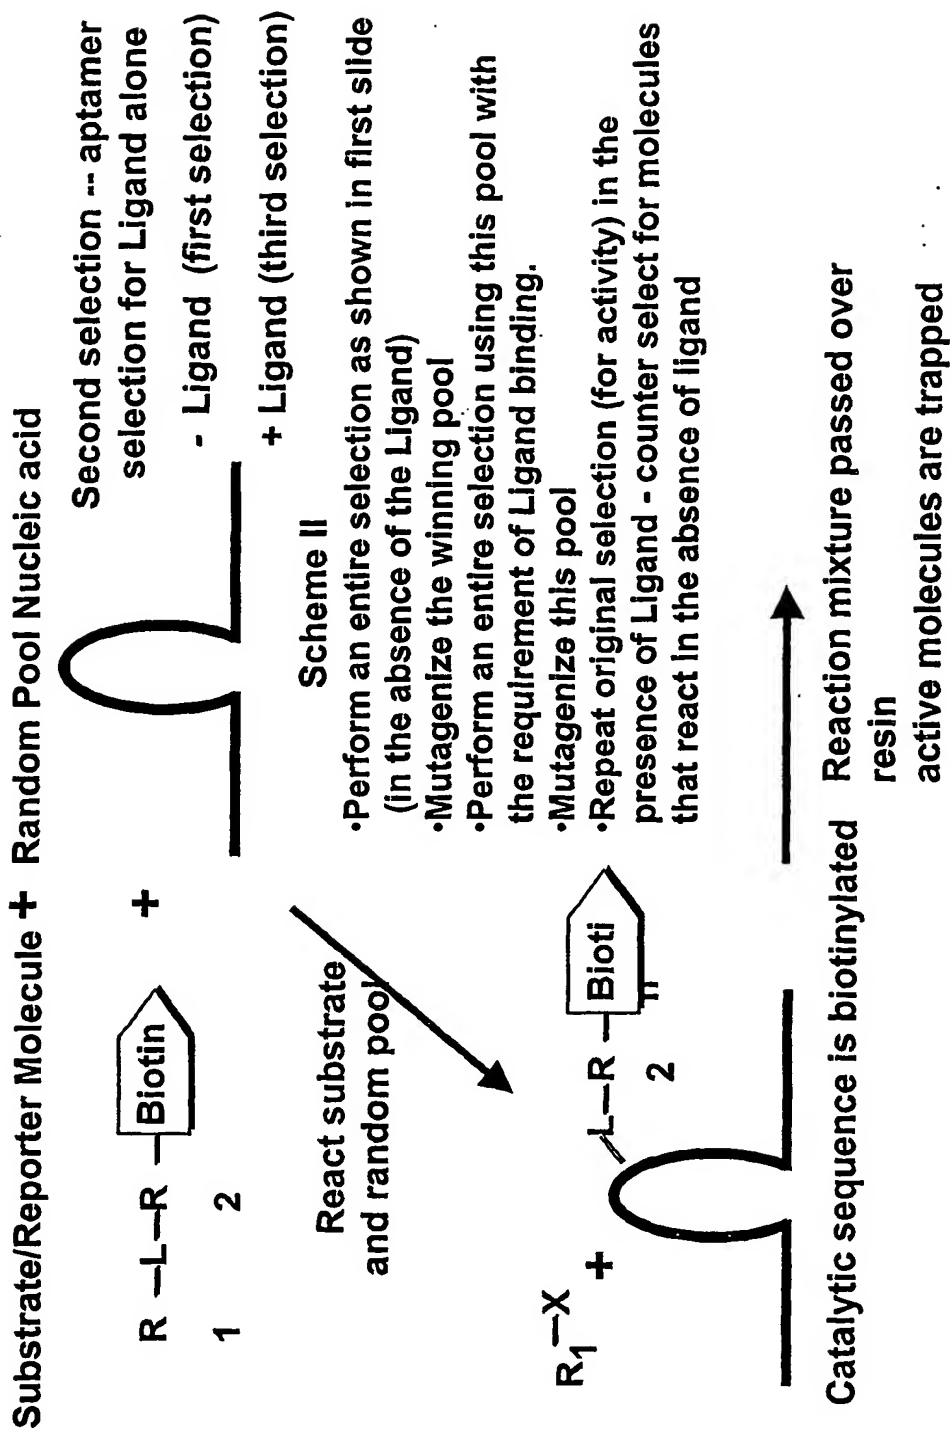 Substrate/Reporter Molecule + Random Pool Nucleic acid
R —L—R — Biotin
1 2
+
Second selection -- aptamer
selection for Ligand alone
- Ligand (first selection)
+ Ligand (third selection)
Scheme II
•Perform an entire selection as shown in first slide
(in the absence of the Ligand)
•Mutagenize the winning pool
•Perform an entire selection using this pool with
the requirement of Ligand binding.
•Mutagenize this pool
•Repeat original selection (for activity) in the
presence of Ligand - counter select for molecules
that react in the absence of ligand
React substrate
and random pool
R1—X
+
L—R — Bioti
2 n
Catalytic sequence is biotinylated
Reaction mixture passed over
resin
active molecules are trapped